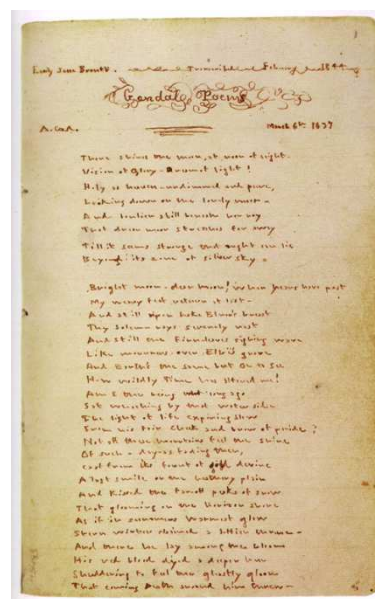 Emily Jane Brontë. Transcribed February 1844
Gondal Poems
A.G.A. March 6th 1837
There shines the moon, at noon of night.
Vision of Glory - Dream of light!
Holy as heaven - undimmed and pure,
Looking down on the lonely moor -
And lonelier still beneath her ray
That drear moor stretches far away
Till it seems strange that aught can lie
Beyond its zone of silver sky -
Bright moon - dear moon! when years have past
My weary feet return at last -
And still upon Lake Elnor's breast
Thy solemn rays serenely rest
And still the Fernleaves sighing wave
Like mourners over Elbë's grave
And Earth's the same but Oh to See
How wildly Time has altered me!
Am I the being who long ago
Sat watching by that water side
The light of life expiring slow
From his fair cheek and brow of pride?
Not oft these mountains feel the shine
Of such a day - as fading then,
Cast from its fount of gold devine
A last smile on the heathery plain
And kissed the far-off peaks of snow
That gleaming on the horizon shone
As if in summer's warmest glow
Stern winter claimed a loftier throne -
And there he lay among the bloom
His red blood dyed a deeper hue
Shuddering to feel the ghastly gloom
That coming Death around him threw -